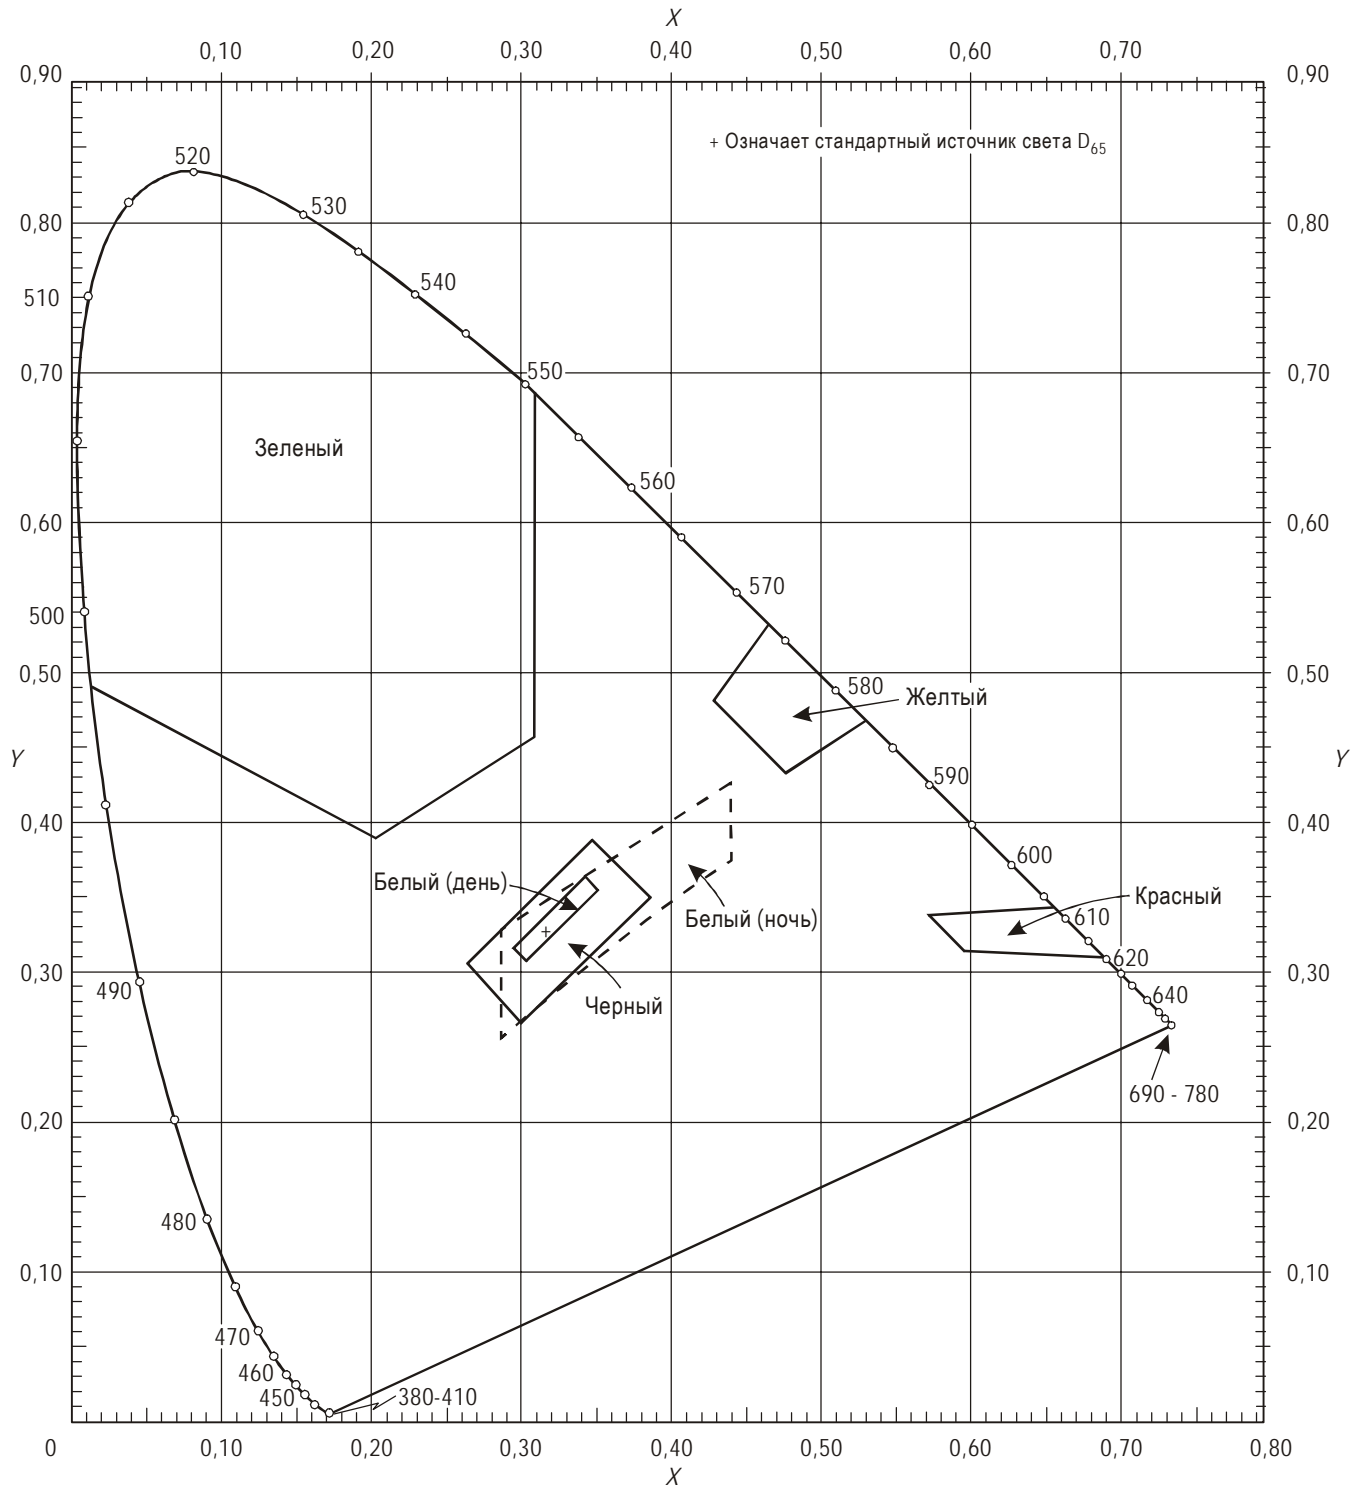 X
0,10 0,20 0,30 0,40 0,50 0,60 0,70
0,90 0,90
+ Означает стандартный источник света D65
520
530
0,80 0,80
540
510
0,70 550 0,70
Зеленый
560
0,60 0,60
570
500
0,50 0,50
580 Желтый
Y Y
590
0,40 0,40
600
Белый (день)
Красный
Белый (ночь) 610
620
0,30 0,30
490 640
Черный
690 - 780
0,20 0,20
480
0,10 0,10
470
460
450 380-410
0 0,10 0,20 0,30 0,40 0,50 0,60 0,70 0,80
X